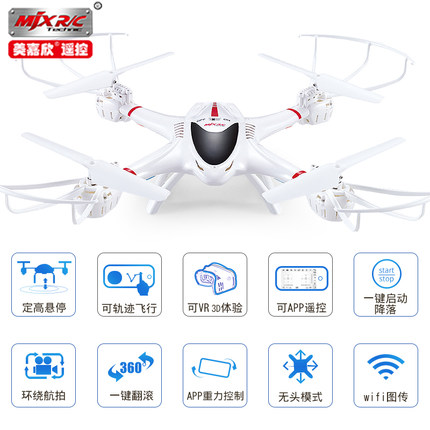 MJXR/C
Technic
美嘉欣®遥控
MJXR/C
定高悬停
可轨迹飞行
可VR 3D体验
可APP遥控
start
stop
一键启动
降落
环绕航拍
360°
一键翻滚
APP重力控制
无头模式
wifi图传